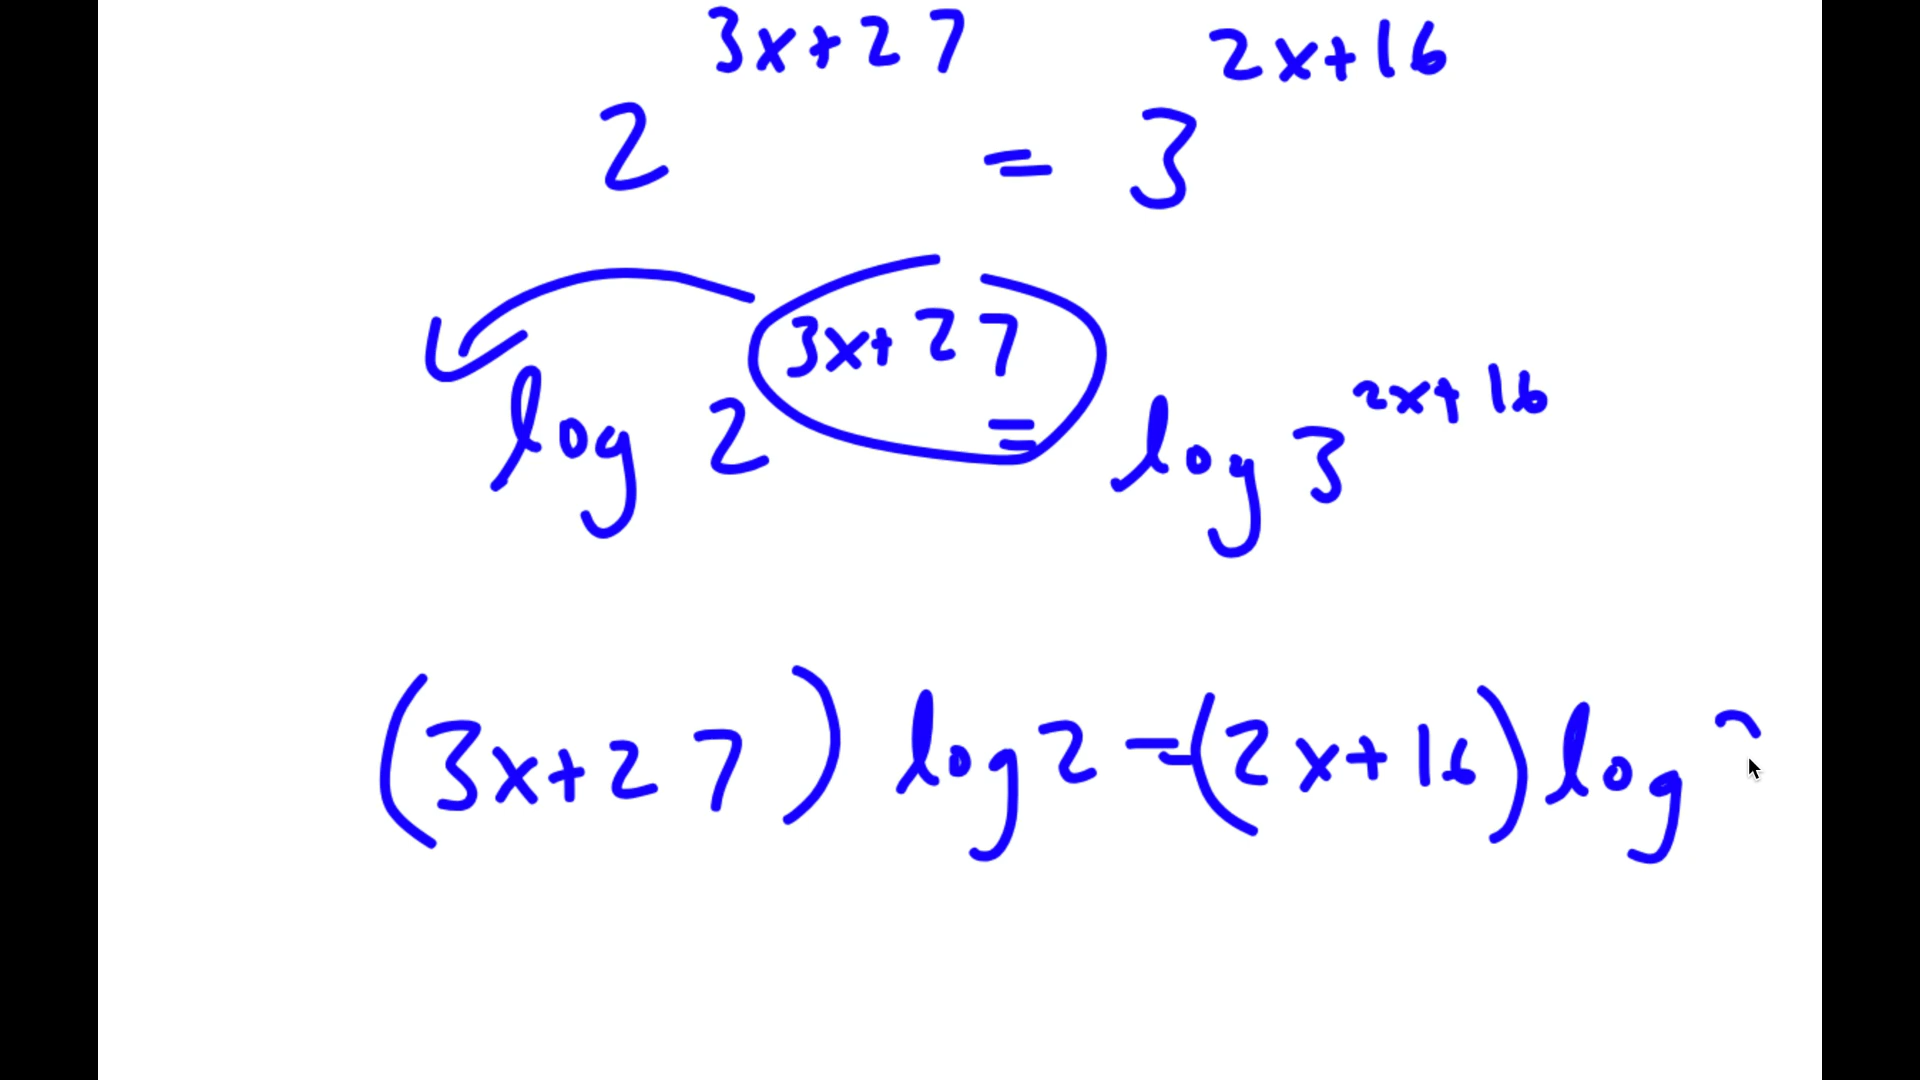 2^(3x+27) = 3^(2x+16)
log 2^(3x+27) = log 3^(2x+16)
(3x+27) log 2 = (2x+16) log